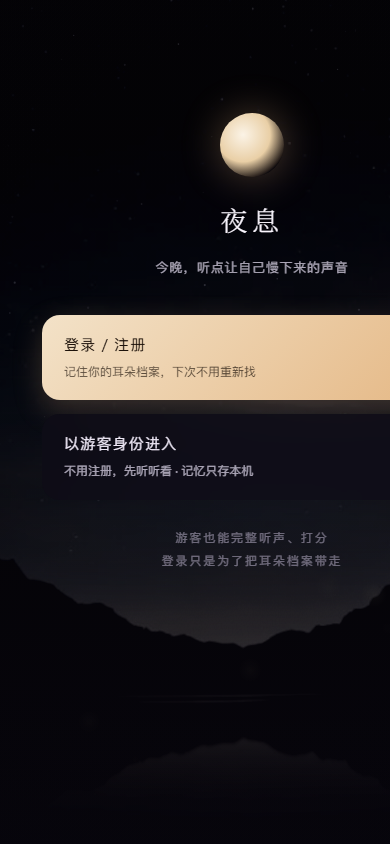 夜息
今晚，听点让自己慢下来的声音
登录 / 注册
记住你的耳朵档案，下次不用重新找
以游客身份进入
不用注册，先听听看 · 记忆只存本机
游客也能完整听声、打分
登录只是为了把耳朵档案带走